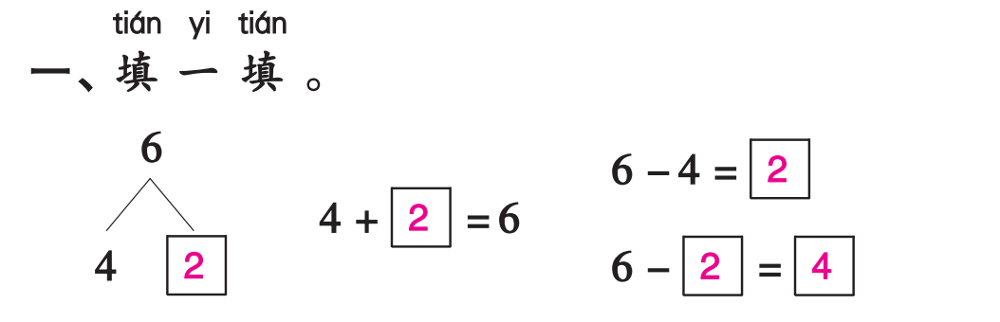 tián yi tián
一、填 一 填 。
6
4 2
4 + 2 = 6
6 - 4 = 2
6 - 2 = 4